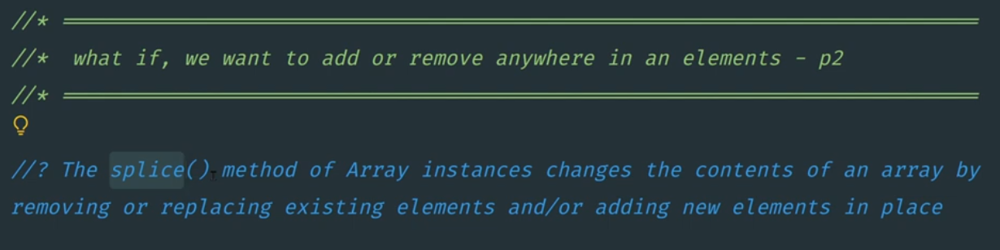 //* ==================================================
//*  what if, we want to add or remove anywhere in an elements - p2
//* ==================================================
//? The splice() method of Array instances changes the contents of an array by
removing or replacing existing elements and/or adding new elements in place